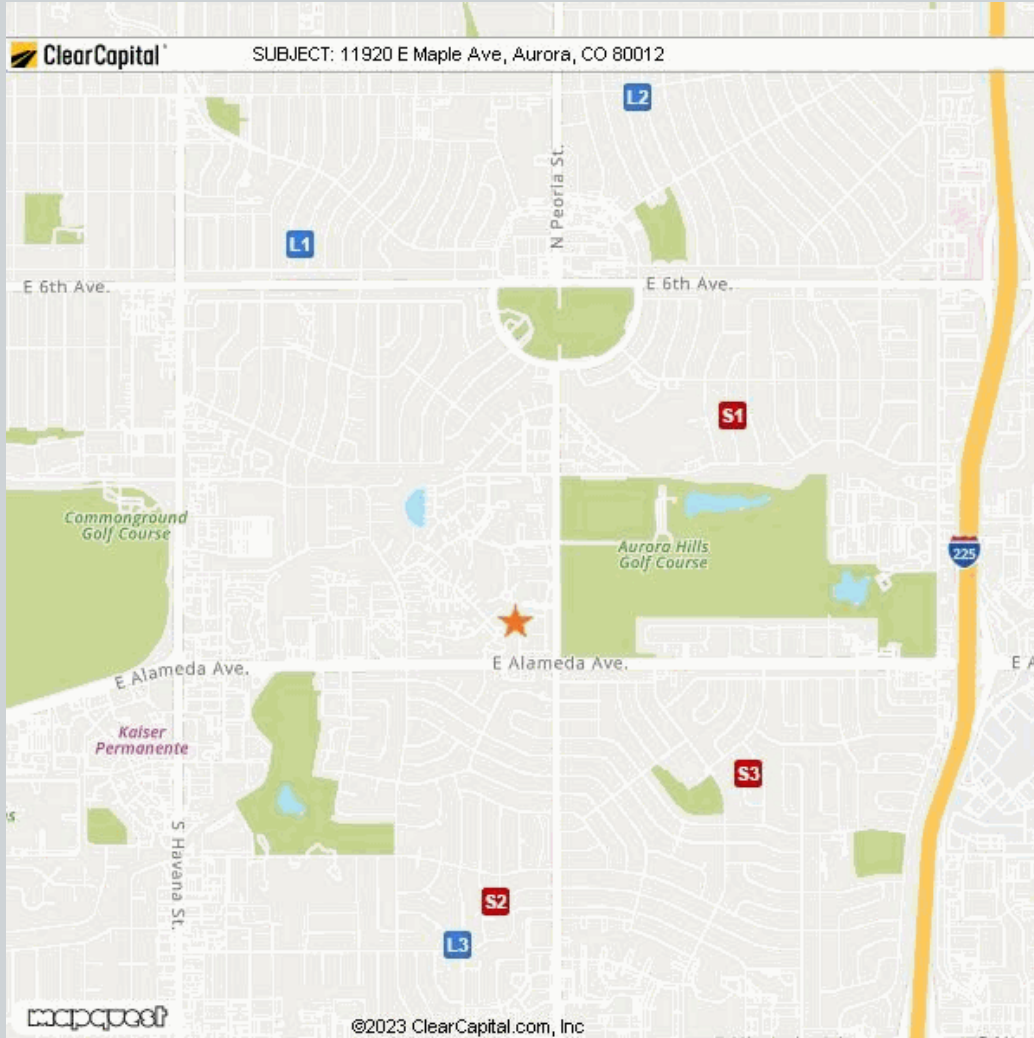 ClearCapital
SUBJECT: 11920 E Maple Ave, Aurora, CO 80012
L2
N Peoria St.
L1
E 6th Ave.
E 6th Ave.
S1
Commonground
Golf Course
Aurora Hills
Golf Course
225
E Alameda Ave.
E Alameda Ave.
E A
Kaiser
Permanente
S3
S Havana St.
S2
L3
mapquest
©2023 ClearCapital.com, Inc